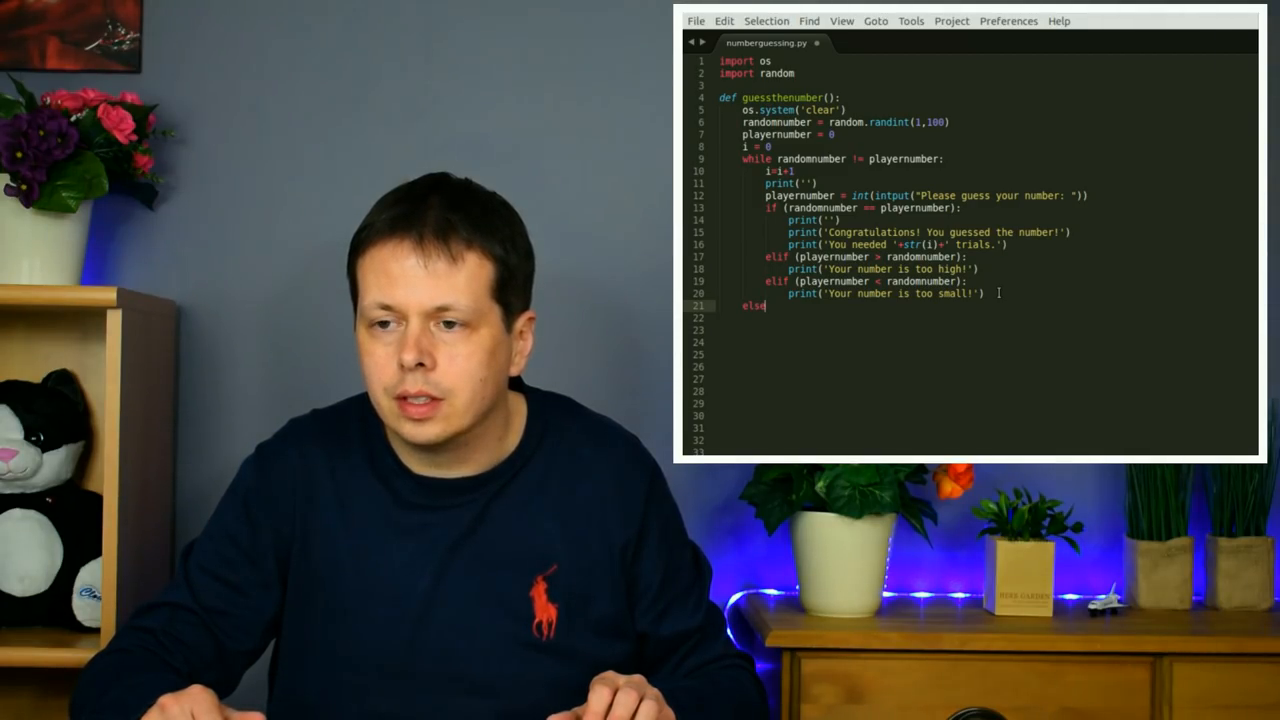 File Edit Selection Find View Goto Tools Project Preferences Help
numberguessing.py
1 import os
2 import random
3
4 def guessthenumber():
5 os.system('clear')
6 randomnumber = random.randint(1,100)
7 playernumber = 0
8 i = 0
9 while randomnumber != playernumber:
10 i=i+1
11 print('')
12 playernumber = int(intput("Please guess your number: "))
13 if (randomnumber == playernumber):
14 print('')
15 print('Congratulations! You guessed the number!')
16 print('You needed '+str(i)+' trials.')
17 elif (playernumber > randomnumber):
18 print('Your number is too high!')
19 elif (playernumber < randomnumber):
20 print('Your number is too small!')
21 else
22
23
24
25
26
27
28
29
30
31
32
33
HERB GARDEN